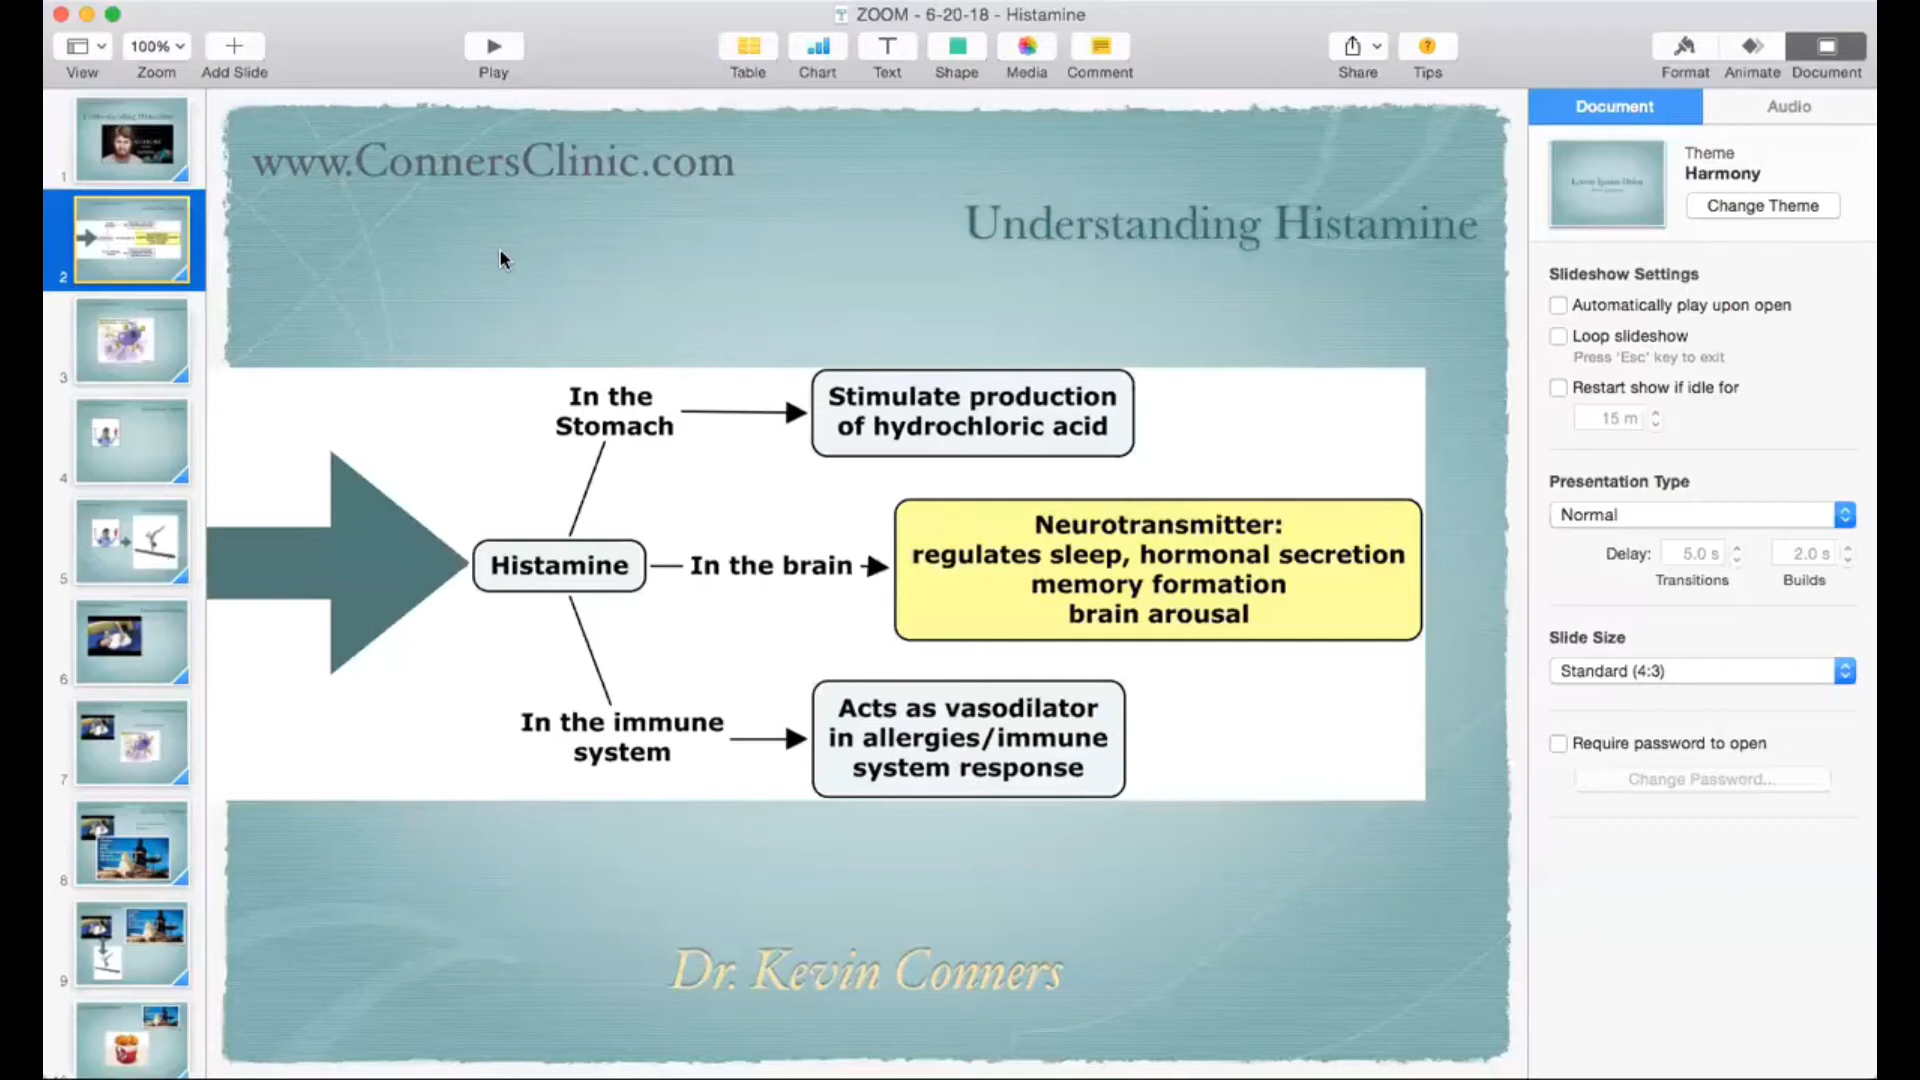 ZOOM - 6-20-18 - Histamine
100%
View
Zoom
Add Slide
Play
Table
Chart
Text
Shape
Media
Comment
Share
Tips
Format
Animate
Document
1
2
3
4
5
6
7
8
9
www.ConnersClinic.com
Understanding Histamine
In the
Stomach
Stimulate production
of hydrochloric acid
Histamine
In the brain
Neurotransmitter:
regulates sleep, hormonal secretion
memory formation
brain arousal
In the immune
system
Acts as vasodilator
in allergies/immune
system response
Dr. Kevin Conners
Document
Audio
Theme
Harmony
Change Theme
Slideshow Settings
Automatically play upon open
Loop slideshow
Press 'Esc' key to exit
Restart show if idle for
15 m
Presentation Type
Normal
Delay: 5.0 s 2.0 s
Transitions Builds
Slide Size
Standard (4:3)
Require password to open
Change Password...